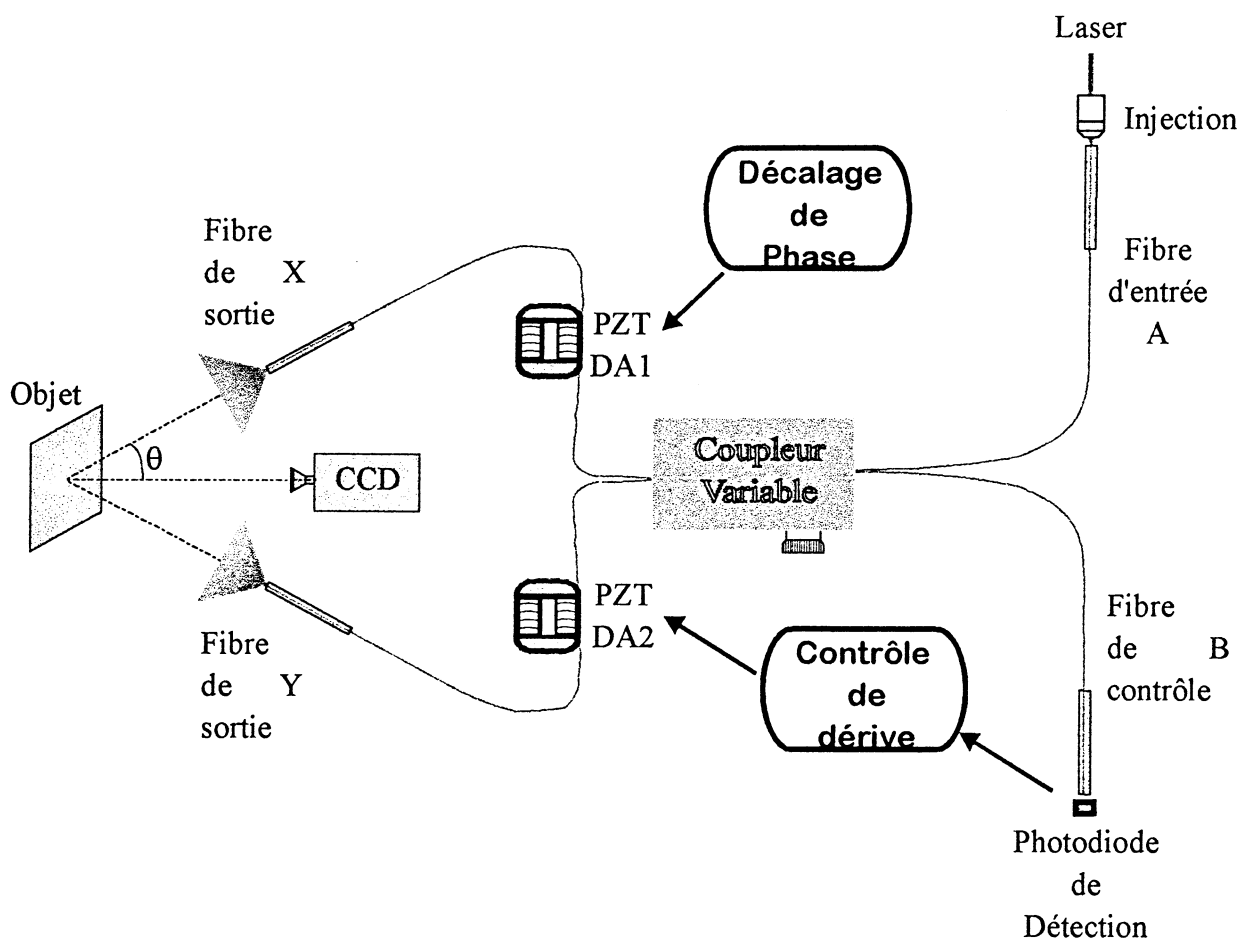 Laser
Injection
Décalage
de
Phase
Fibre
de X
sortie
Fibre
d'entrée
A
PZT
DA1
Objet
θ
CCD
Coupleur
Variable
PZT
DA2
Fibre
de B
contrôle
Fibre
de Y
sortie
Contrôle
de
dérive
Photodiode
de
Détection